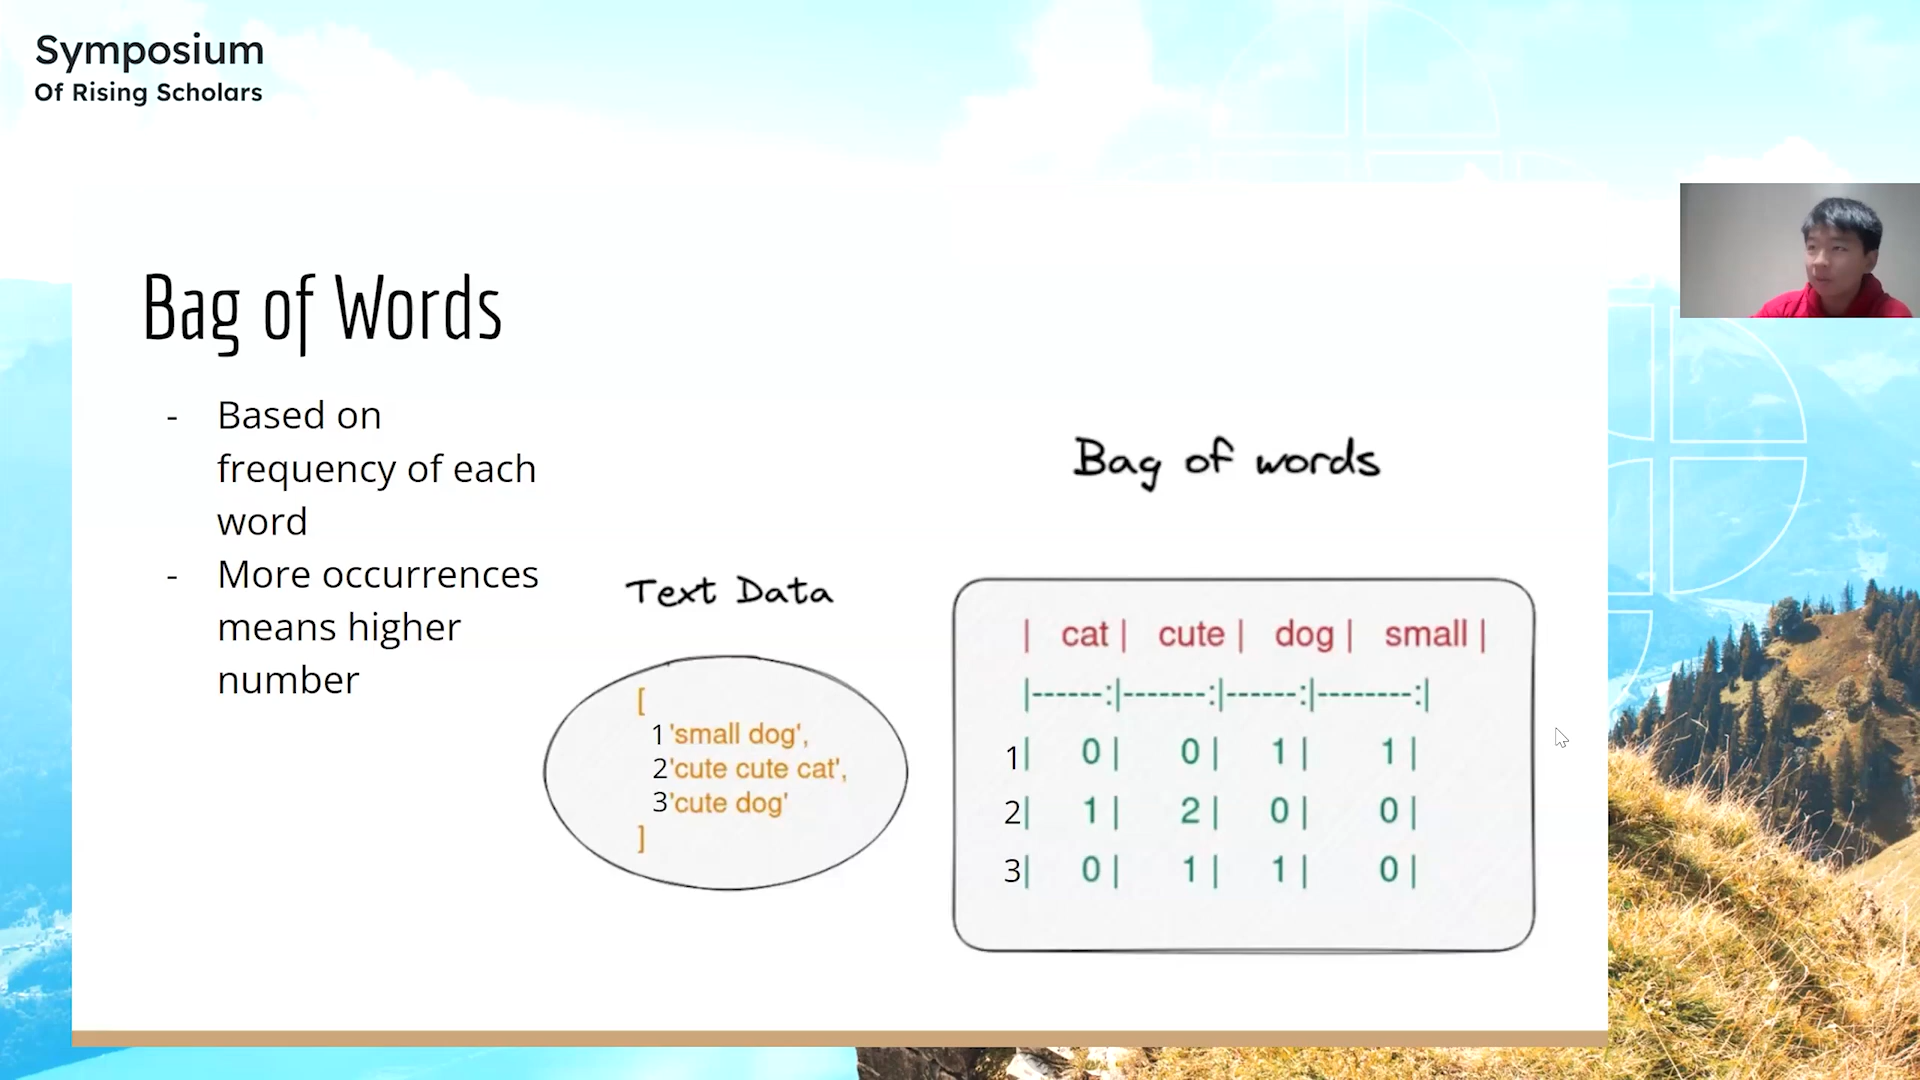 Symposium
Of Rising Scholars
Bag of Words
- Based on
frequency of each
word
- More occurrences
means higher
number
Text Data
[
1 'small dog',
2 'cute cute cat',
3 'cute dog'
]
Bag of words
| cat | cute | dog | small |
|------:|-------:|------:|--------:|
1| 0 | 0 | 1 | 1 |
2| 1 | 2 | 0 | 0 |
3| 0 | 1 | 1 | 0 |